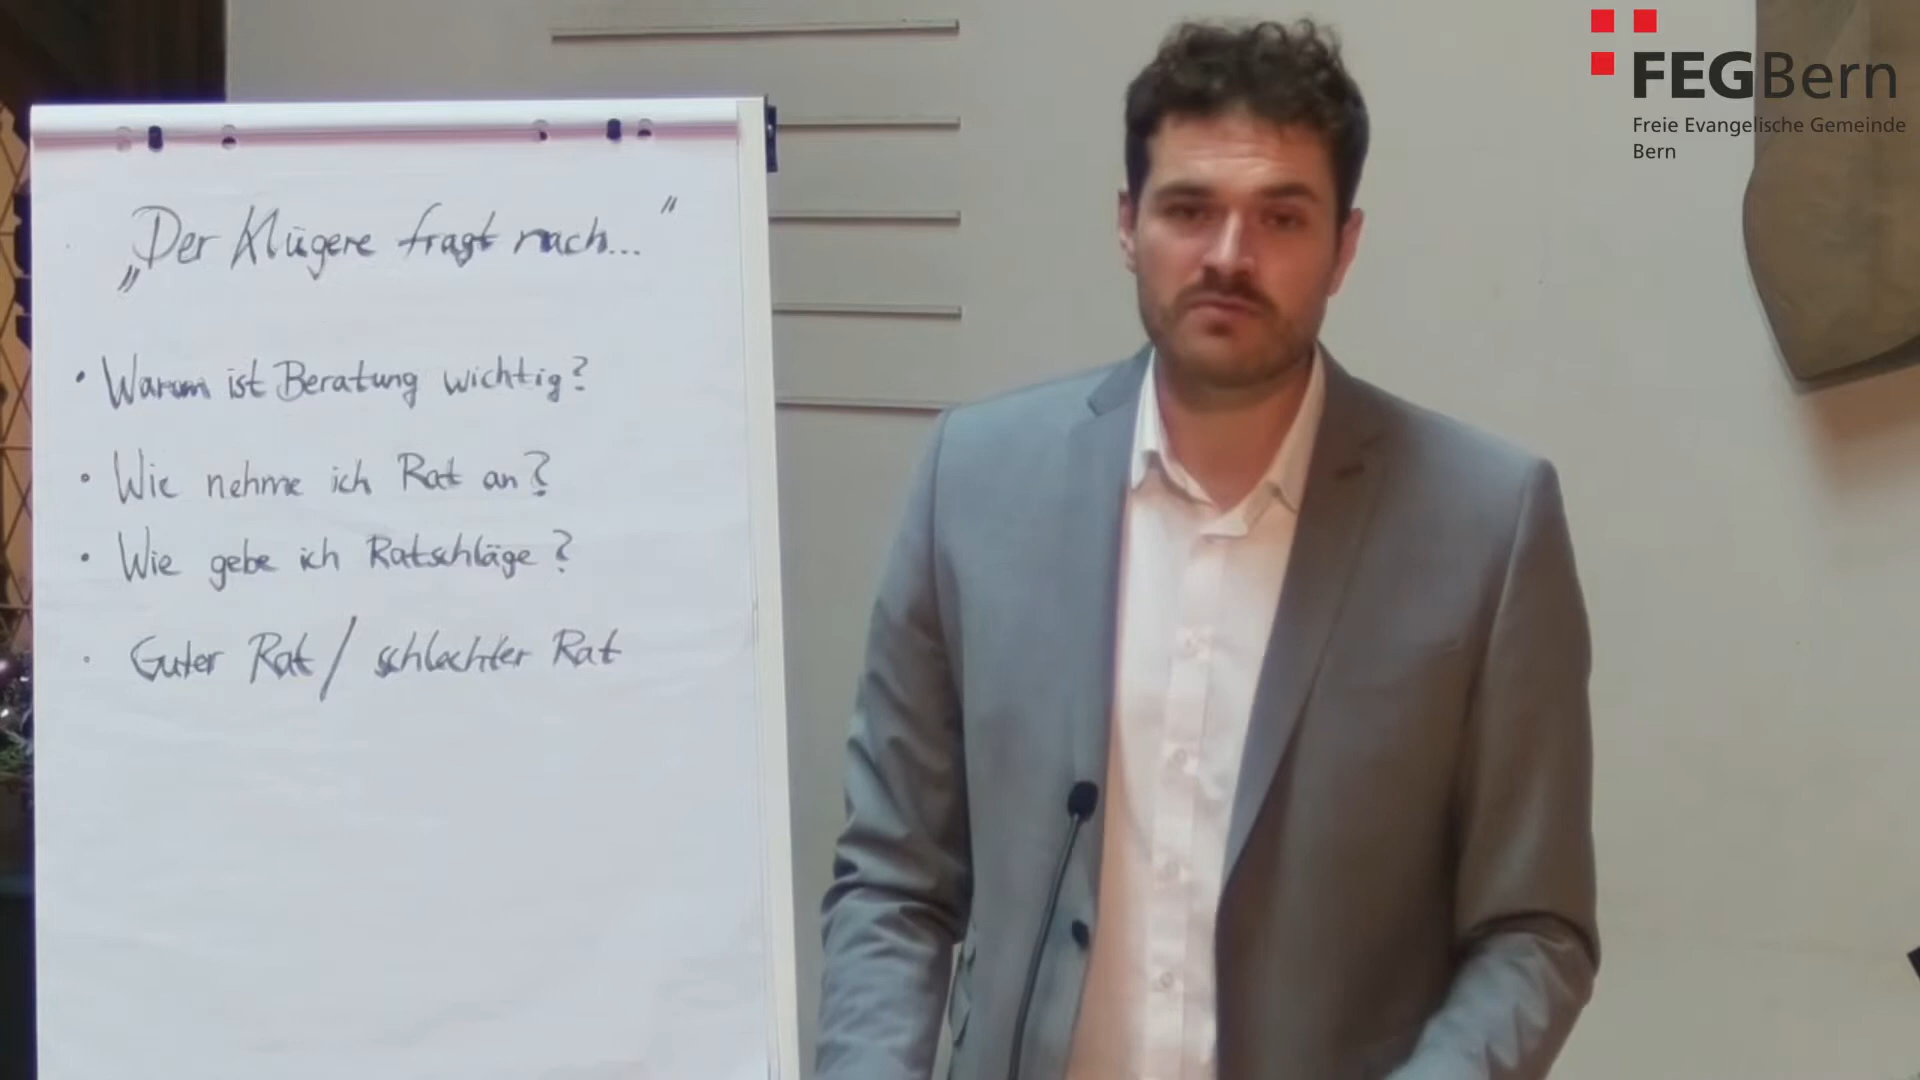 „Der Klügere fragt nach..."
• Warum ist Beratung wichtig?
• Wie nehme ich Rat an?
• Wie gebe ich Ratschläge?
• Guter Rat / schlechter Rat
FEGBern
Freie Evangelische Gemeinde
Bern